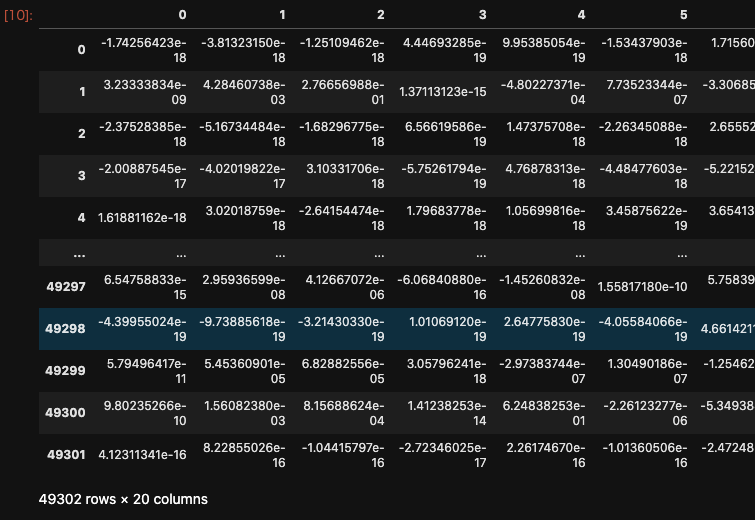 [10]: 0 1 2 3 4 5
0 -1.74256423e-18 -3.81323150e-18 -1.25109462e-18 4.44693285e-19 9.95385054e-19 -1.53437903e-18 1.71560
1 3.23333834e-09 4.28460738e-03 2.76656988e-01 1.37113123e-15 -4.80227371e-04 7.73523344e-07 -3.30685
2 -2.37528385e-18 -5.16734484e-18 -1.68296775e-18 6.56619586e-19 1.47375708e-18 -2.26345088e-18 2.65552
3 -2.00887545e-17 -4.02019822e-17 3.10331706e-18 -5.75261794e-19 4.76878313e-18 -4.48477603e-18 -5.22152
4 1.61881162e-18 3.02018759e-18 -2.64154474e-18 1.79683778e-18 1.05699816e-18 3.45875622e-19 3.65413
... ... ... ... ... ... ...
49297 6.54758833e-15 2.95936599e-08 4.12667072e-06 -6.06840880e-16 -1.45260832e-08 1.55817180e-10 5.75839
49298 -4.39955024e-19 -9.73885618e-19 -3.21430330e-19 1.01069120e-19 2.64775830e-19 -4.05584066e-19 4.661421
49299 5.79496417e-11 5.45360901e-05 6.82882556e-05 3.05796241e-18 -2.97383744e-07 1.30490186e-07 -1.25462
49300 9.80235266e-10 1.56082380e-03 8.15688624e-04 1.41238253e-14 6.24838253e-01 -2.26123277e-06 -5.34938
49301 4.12311341e-16 8.22855026e-16 -1.04415797e-16 -2.72346025e-17 2.26174670e-16 -1.01360506e-16 -2.47248
49302 rows × 20 columns